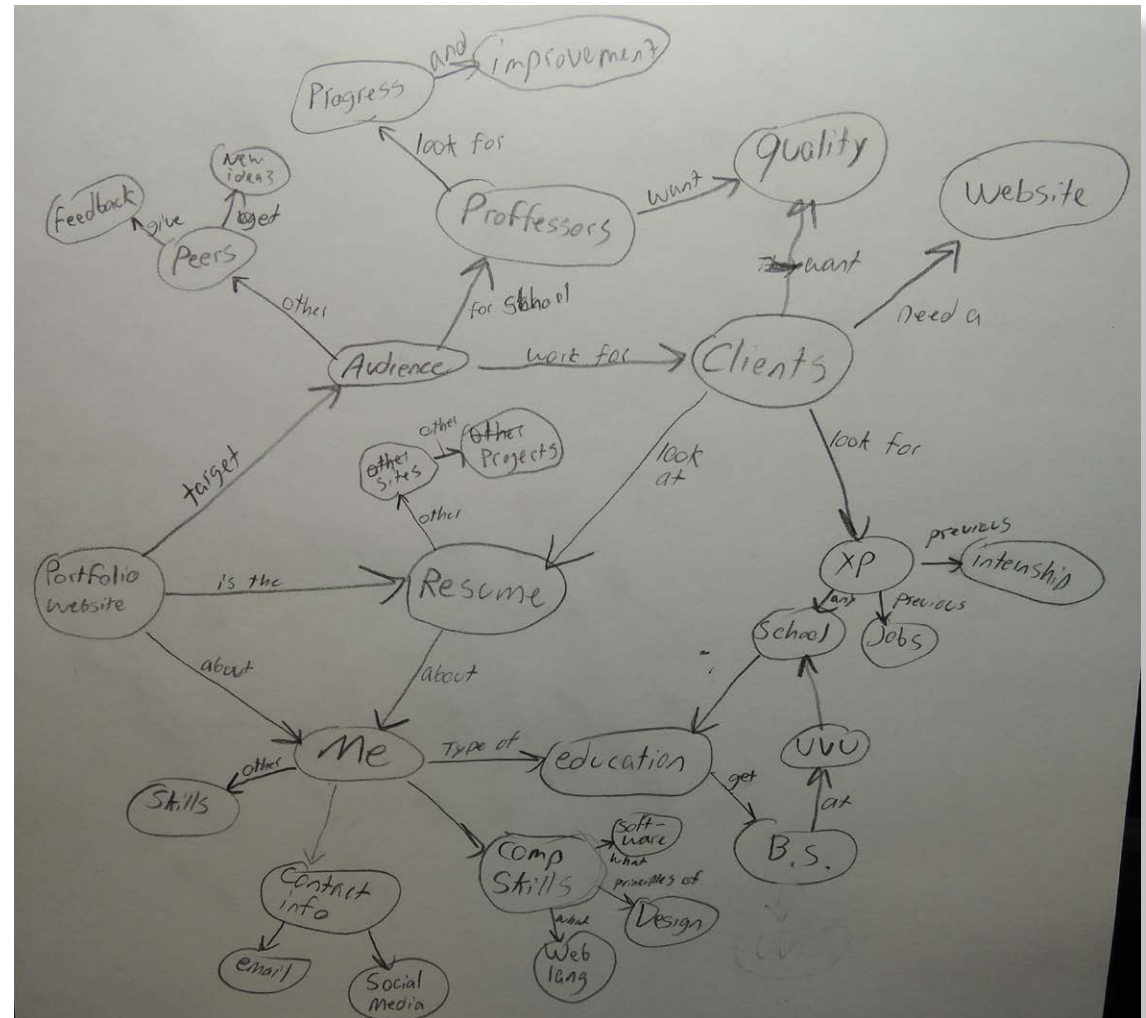 and
improvement
Progress
look for
quality
New
ideas
want
Website
Feedback
give
get
Proffessors
Peers
want
other
for School
need a
Audience
work for
Clients
other
other
Projects
look
at
look for
other
sites
target
other
previous
Portfolio
website
is the
Resume
XP
internship
and
previous
School
Jobs
about
about
Me
Type of
education
UVU
other
get
at
Skills
Soft-
ware
Comp
Skills
what
principles of
B.S.
Contact
info
what
Design
email
Web
lang
Social
media